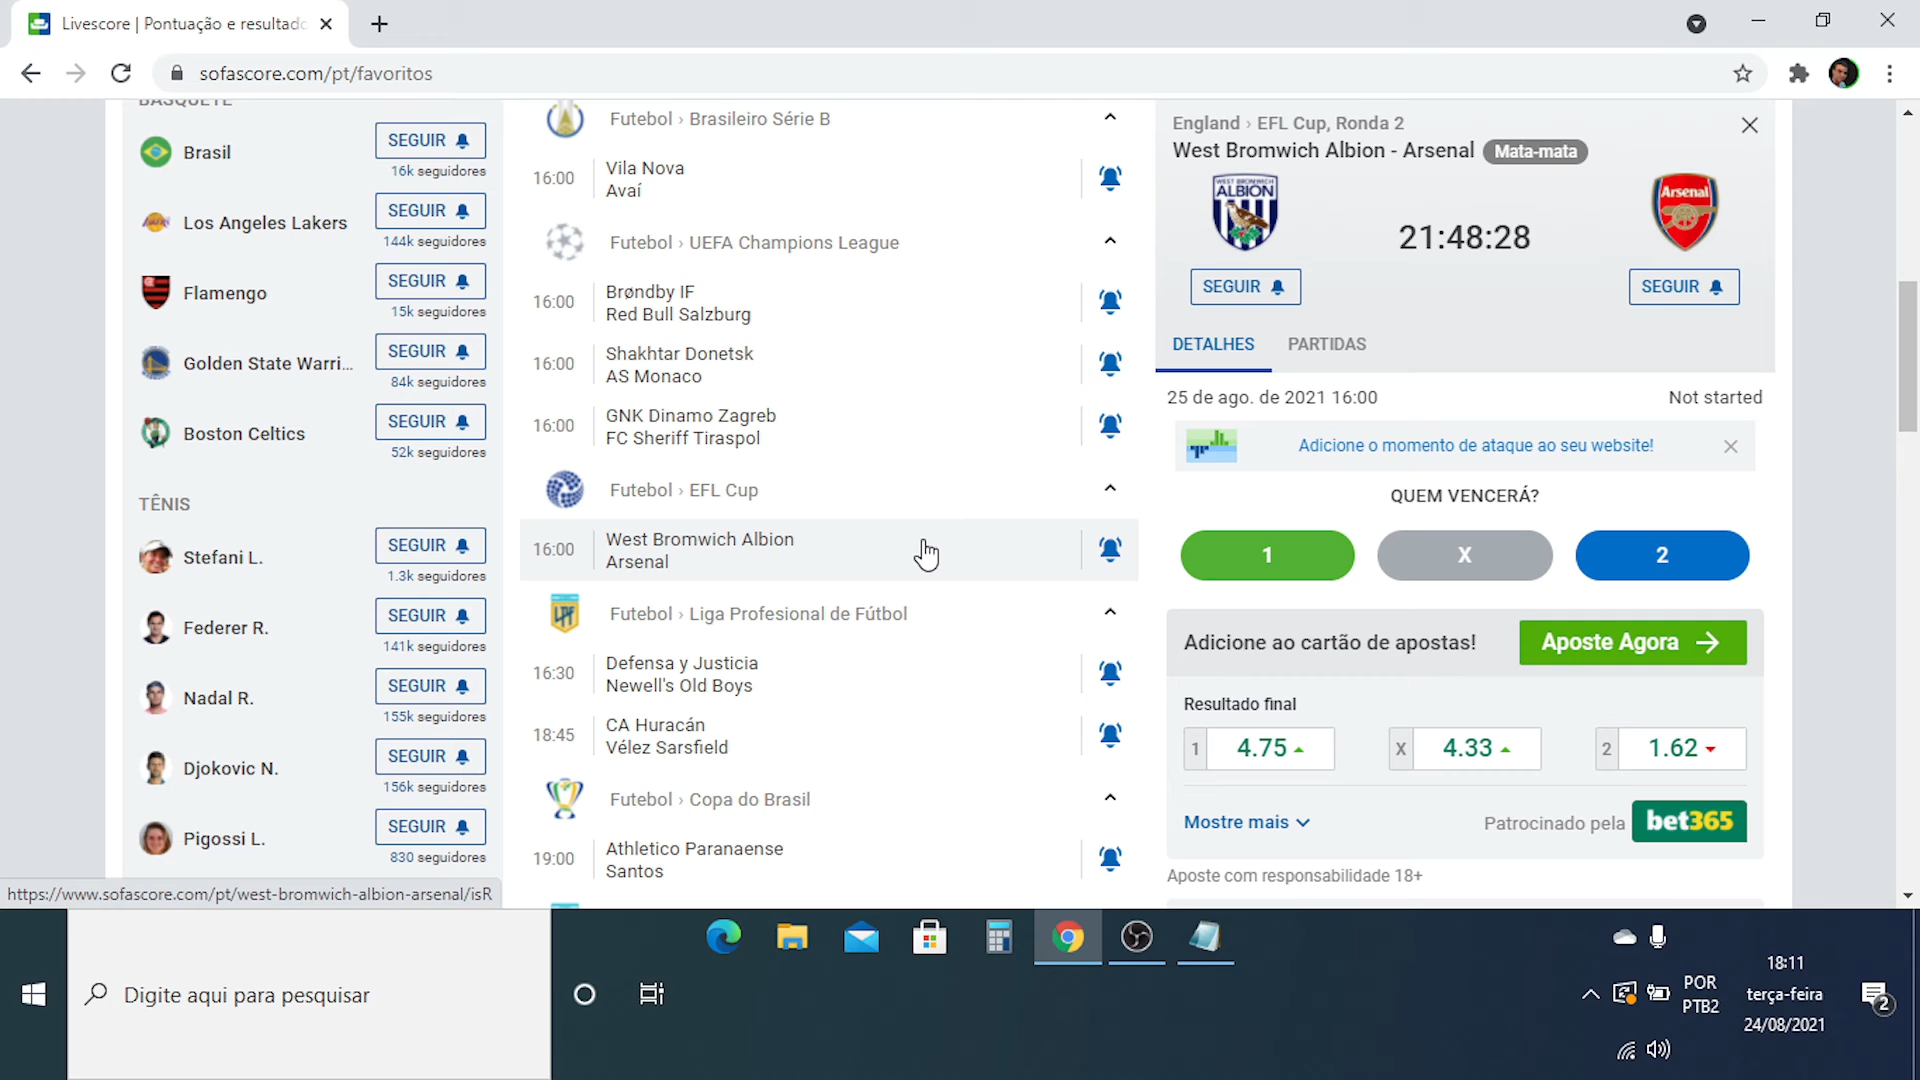 Livescore | Pontuação e resultado
sofascore.com/pt/favoritos
BASQUETE
Brasil
SEGUIR
16k seguidores
Los Angeles Lakers
SEGUIR
144k seguidores
Flamengo
SEGUIR
15k seguidores
Golden State Warri...
SEGUIR
84k seguidores
Boston Celtics
SEGUIR
52k seguidores
TÊNIS
Stefani L.
SEGUIR
1.3k seguidores
Federer R.
SEGUIR
141k seguidores
Nadal R.
SEGUIR
155k seguidores
Djokovic N.
SEGUIR
156k seguidores
Pigossi L.
SEGUIR
830 seguidores
https://www.sofascore.com/pt/west-bromwich-albion-arsenal/isR
Futebol › Brasileiro Série B
16:00
Vila Nova
Avaí
Futebol › UEFA Champions League
16:00
Brøndby IF
Red Bull Salzburg
16:00
Shakhtar Donetsk
AS Monaco
16:00
GNK Dinamo Zagreb
FC Sheriff Tiraspol
Futebol › EFL Cup
16:00
West Bromwich Albion
Arsenal
LPF
Futebol › Liga Profesional de Fútbol
16:30
Defensa y Justicia
Newell's Old Boys
18:45
CA Huracán
Vélez Sarsfield
Futebol › Copa do Brasil
19:00
Athletico Paranaense
Santos
England › EFL Cup, Ronda 2
West Bromwich Albion - Arsenal Mata-mata
WEST BROMWICH
ALBION
21:48:28
Arsenal
SEGUIR
SEGUIR
DETALHES PARTIDAS
25 de ago. de 2021 16:00 Not started
Adicione o momento de ataque ao seu website!
QUEM VENCERÁ?
1 X 2
Adicione ao cartão de apostas! Aposte Agora
Resultado final
1 4.75 X 4.33 2 1.62
Mostre mais Patrocinado pela bet365
Aposte com responsabilidade 18+
Digite aqui para pesquisar
POR
PTB2
18:11
terça-feira
24/08/2021
2